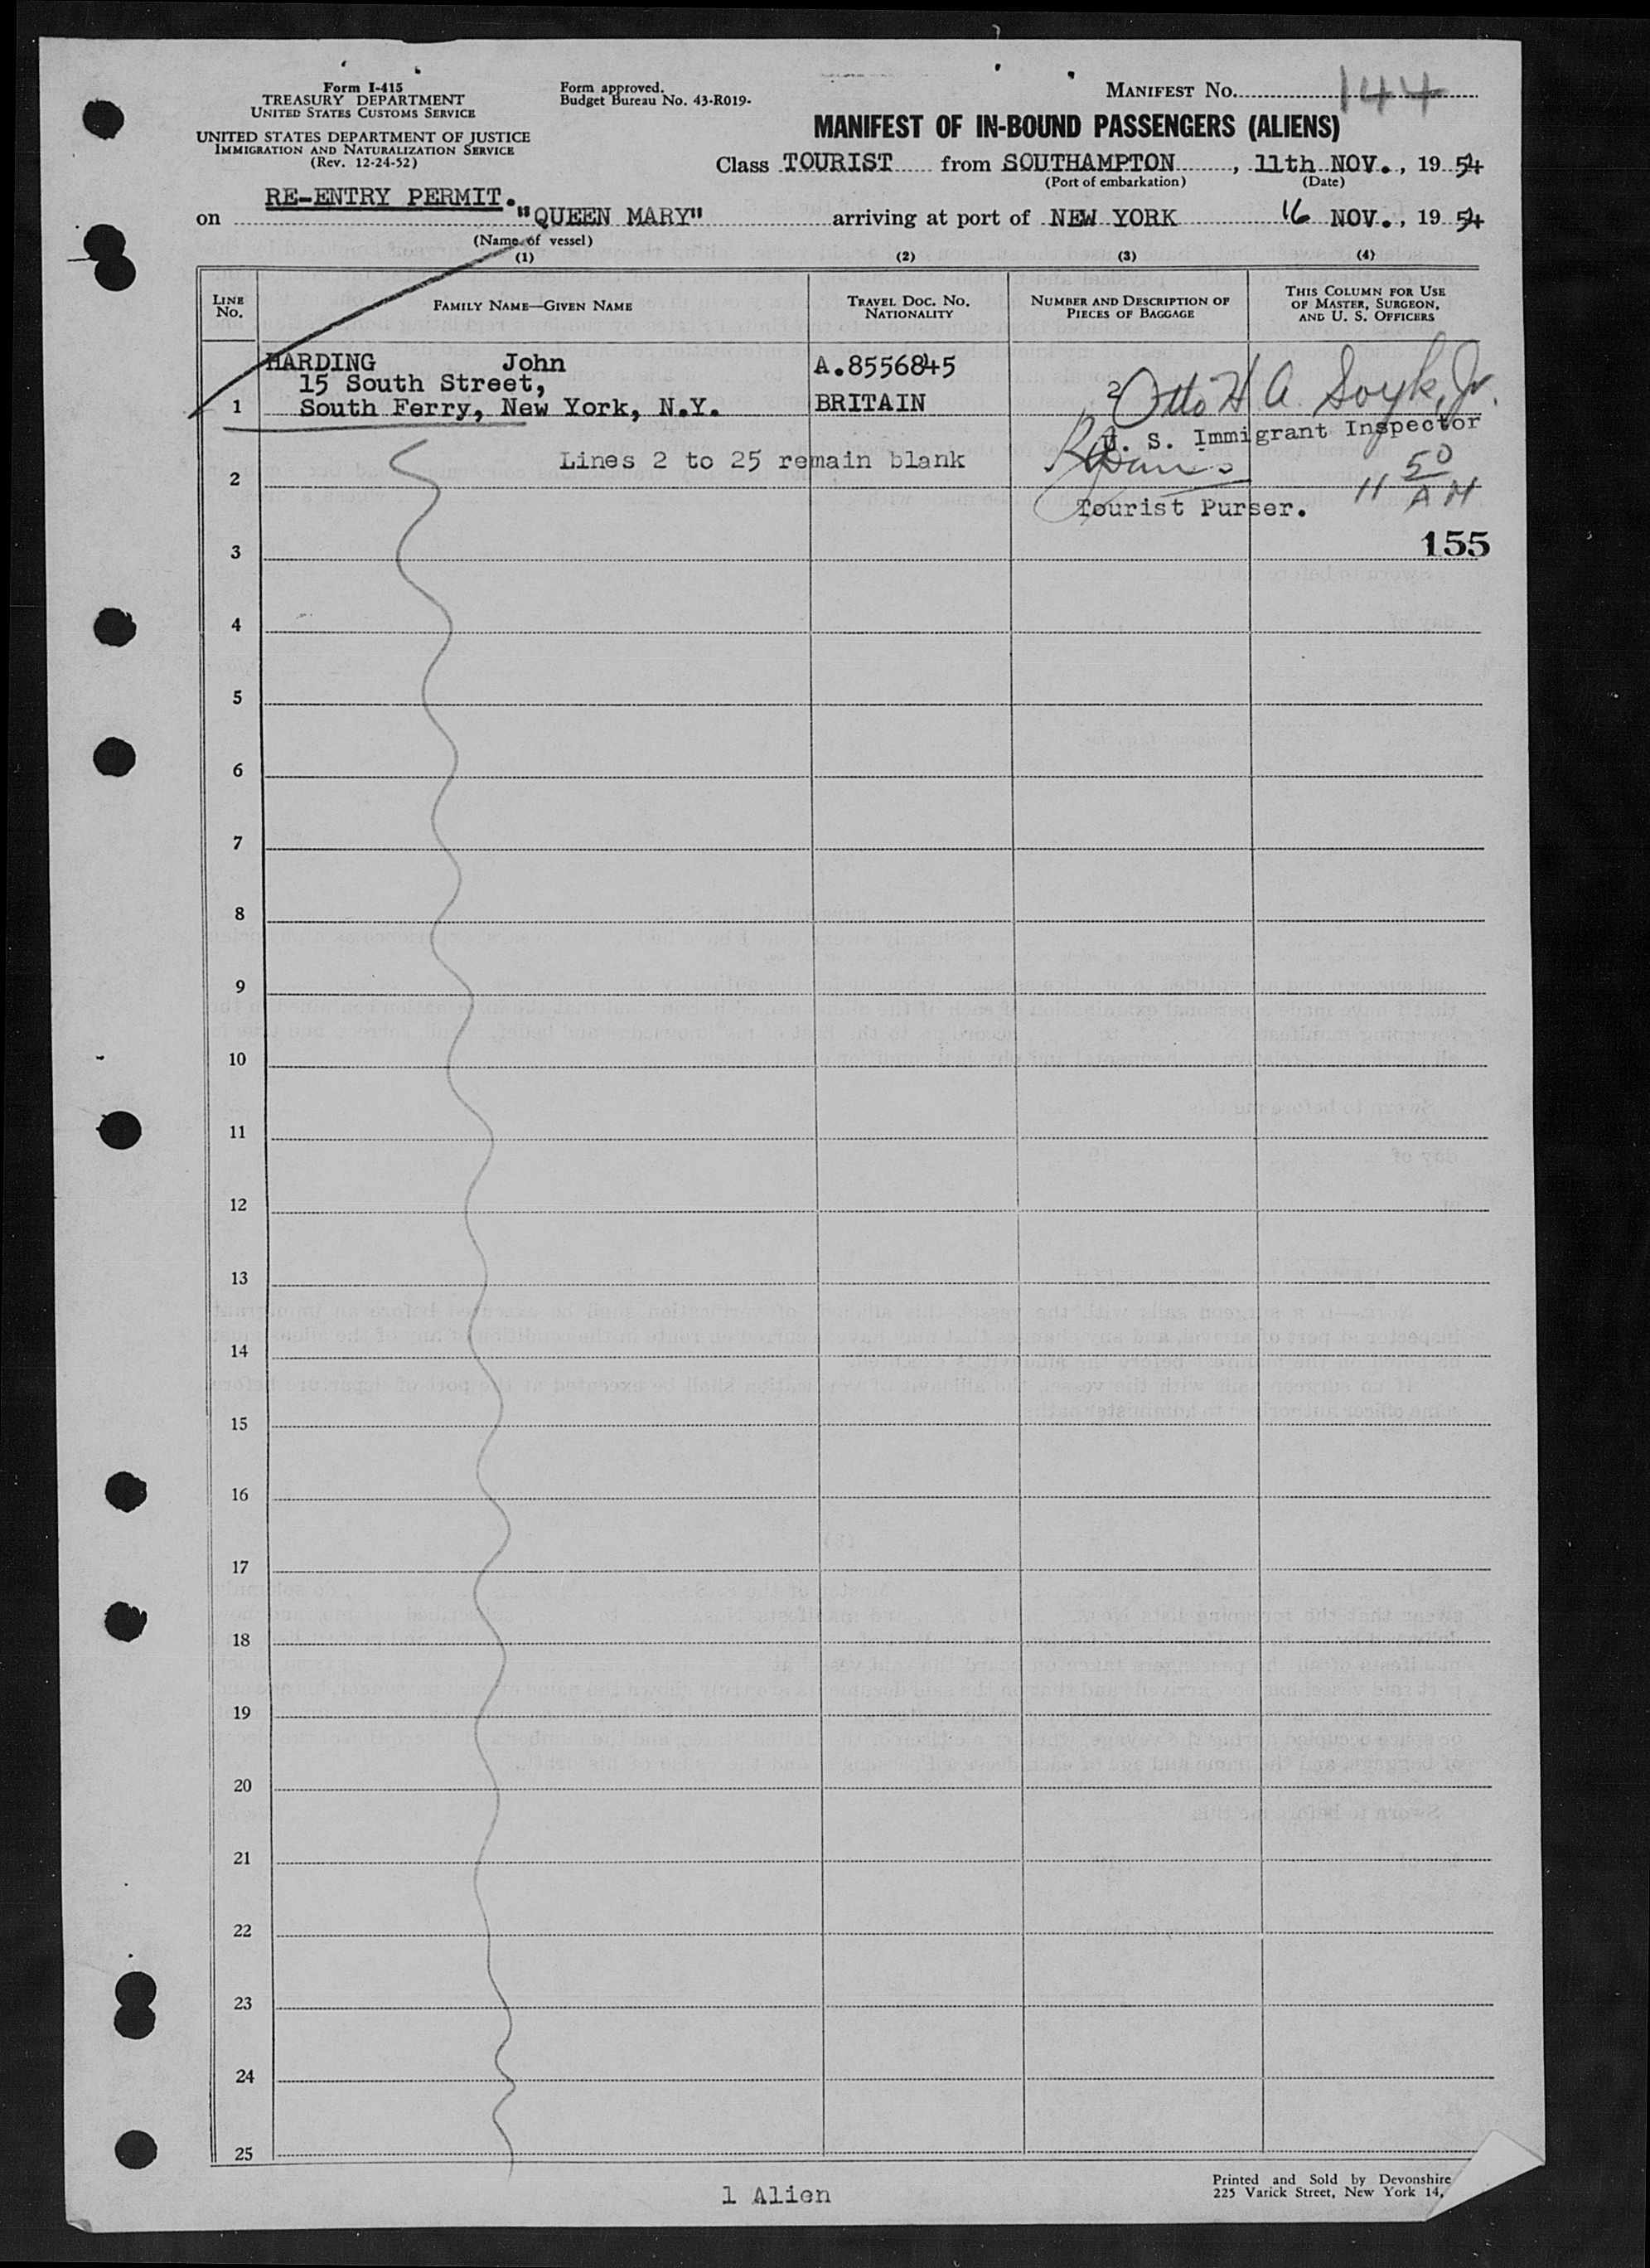 Form I-415
TREASURY DEPARTMENT
UNITED STATES CUSTOMS SERVICE
UNITED STATES DEPARTMENT OF JUSTICE
IMMIGRATION AND NATURALIZATION SERVICE
(Rev. 12-24-52)
Form approved.
Budget Bureau No. 43-R019-
MANIFEST NO. 144
MANIFEST OF IN-BOUND PASSENGERS (ALIENS)
Class TOURIST from SOUTHAMPTON, 11th NOV., 19 54
(Port of embarkation) (Date)
RE-ENTRY PERMIT.
on "QUEEN MARY" arriving at port of NEW YORK 16 NOV., 19 54
(Name of vessel)
(1) (2) (3) (4)
LINE NO.
FAMILY NAME—GIVEN NAME
TRAVEL DOC. NO. NATIONALITY
NUMBER AND DESCRIPTION OF PIECES OF BAGGAGE
THIS COLUMN FOR USE OF MASTER, SURGEON, AND U. S. OFFICERS
HARDING John A.8556845
15 South Street,
1 South Ferry, New York, N.Y. BRITAIN 2 Otto H A Soyk, Jr.
U. S. Immigrant Inspector
Lines 2 to 25 remain blank
2 11 50 AM
Tourist Purser.
155
3
4
5
6
7
8
9
10
11
12
13
14
15
16
17
18
19
20
21
22
23
24
25
1 Alien
Printed and Sold by Devonshire
225 Varick Street, New York 14,